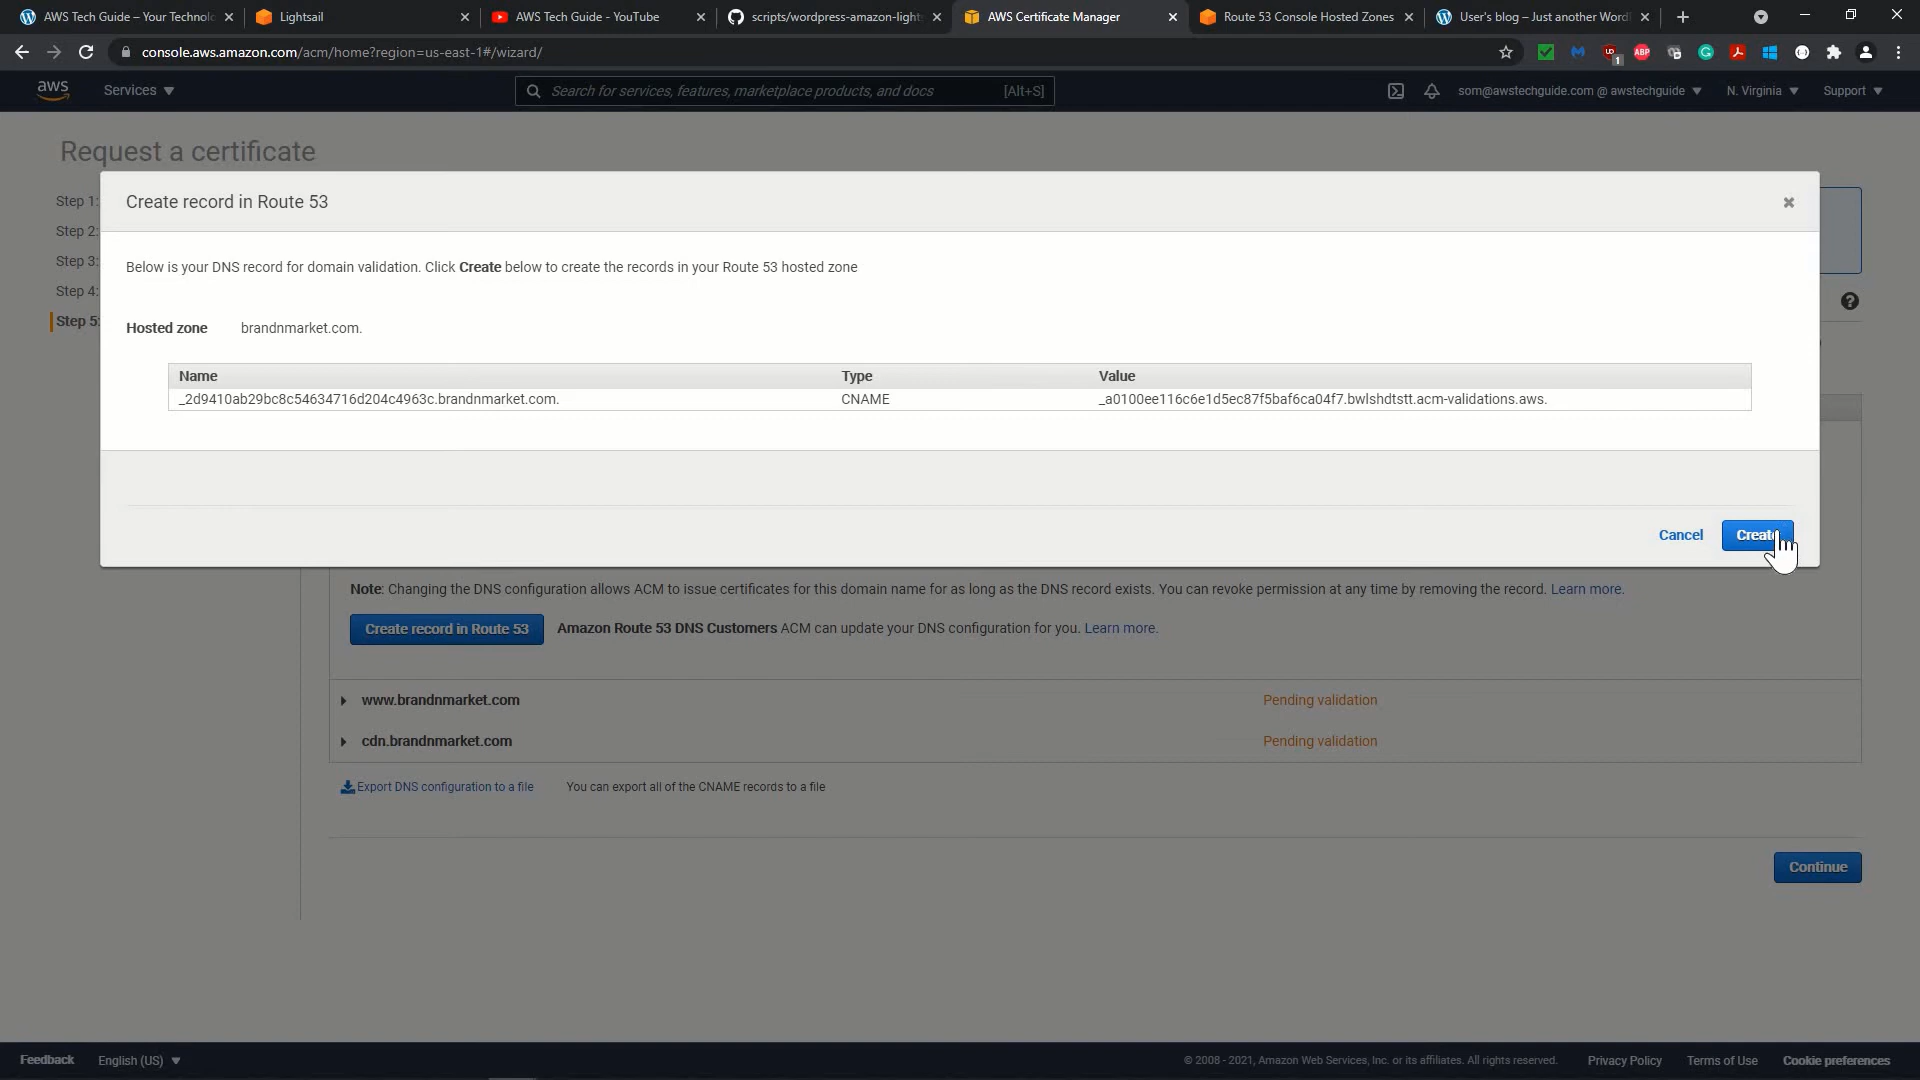 AWS Tech Guide – Your Technolo
Lightsail
AWS Tech Guide - YouTube
scripts/wordpress-amazon-light
AWS Certificate Manager
Route 53 Console Hosted Zones
User's blog – Just another Word
console.aws.amazon.com/acm/home?region=us-east-1#/wizard/
1
ABP
aws
Services
Search for services, features, marketplace products, and docs
[Alt+S]
som@awstechguide.com @ awstechguide
N. Virginia
Support
Request a certificate
Step 1:
Step 2:
Step 3:
Step 4:
Step 5:
Create record in Route 53
Below is your DNS record for domain validation. Click Create below to create the records in your Route 53 hosted zone
Hosted zone brandnmarket.com.
Name Type Value
_2d9410ab29bc8c54634716d204c4963c.brandnmarket.com. CNAME _a0100ee116c6e1d5ec87f5baf6ca04f7.bwlshdtstt.acm-validations.aws.
Cancel
Create
Note: Changing the DNS configuration allows ACM to issue certificates for this domain name for as long as the DNS record exists. You can revoke permission at any time by removing the record. Learn more.
Create record in Route 53 Amazon Route 53 DNS Customers ACM can update your DNS configuration for you. Learn more.
www.brandnmarket.com Pending validation
cdn.brandnmarket.com Pending validation
Export DNS configuration to a file You can export all of the CNAME records to a file
Continue
Feedback
English (US)
© 2008 - 2021, Amazon Web Services, Inc. or its affiliates. All rights reserved.
Privacy Policy
Terms of Use
Cookie preferences